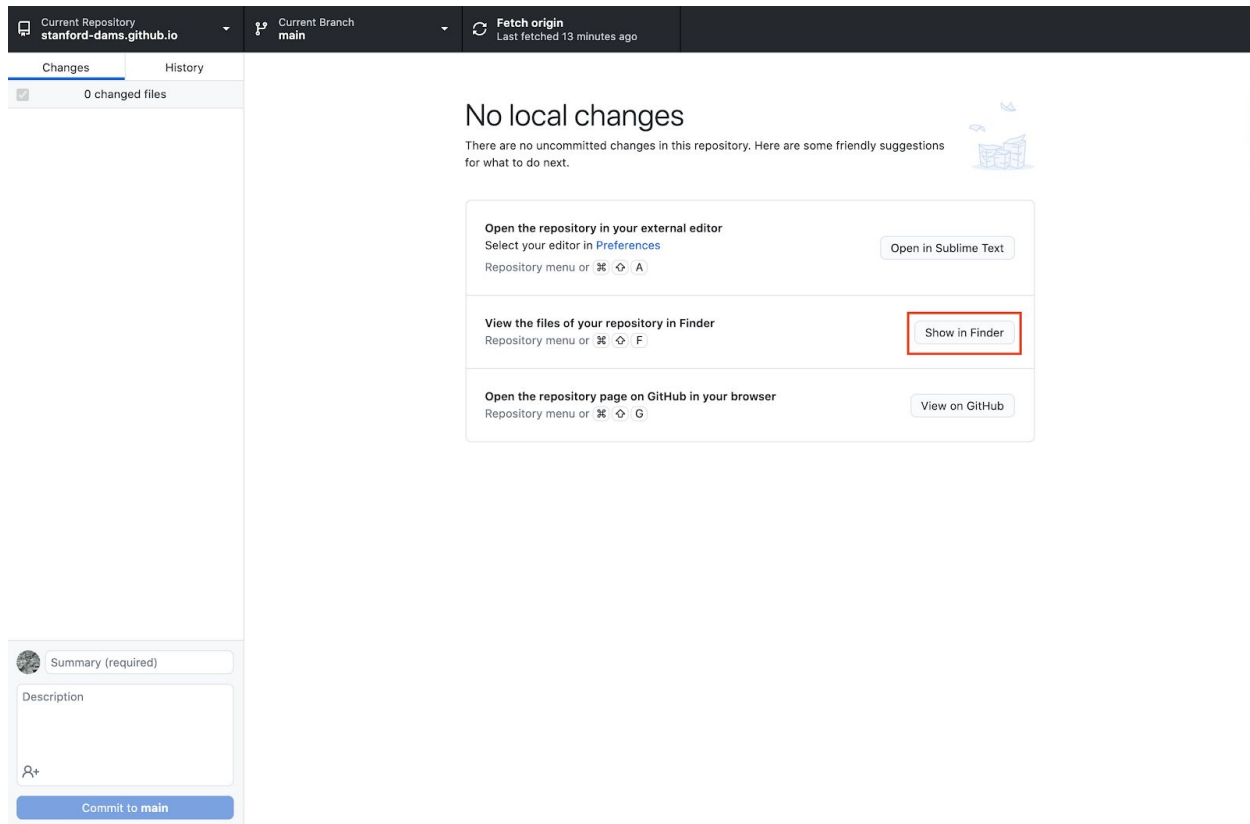 Current Repository
stanford-dams.github.io
Current Branch
main
Fetch origin
Last fetched 13 minutes ago
Changes
History
0 changed files
No local changes
There are no uncommitted changes in this repository. Here are some friendly suggestions
for what to do next.
Open the repository in your external editor
Select your editor in Preferences
Repository menu or ⌘ ⇧ A
Open in Sublime Text
View the files of your repository in Finder
Repository menu or ⌘ ⇧ F
Show in Finder
Open the repository page on GitHub in your browser
Repository menu or ⌘ ⇧ G
View on GitHub
Summary (required)
Description
Commit to main